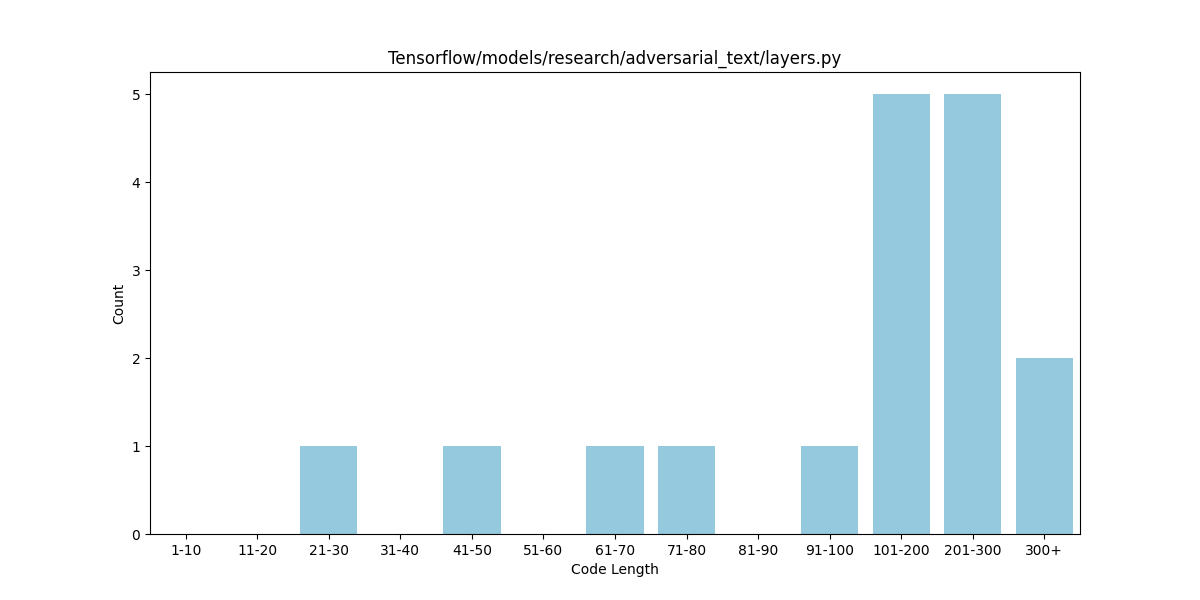 Tensorflow/models/research/adversarial_text/layers.py
5
4
3
2
1
0
Count
1-10 11-20 21-30 31-40 41-50 51-60 61-70 71-80 81-90 91-100 101-200 201-300 300+
Code Length